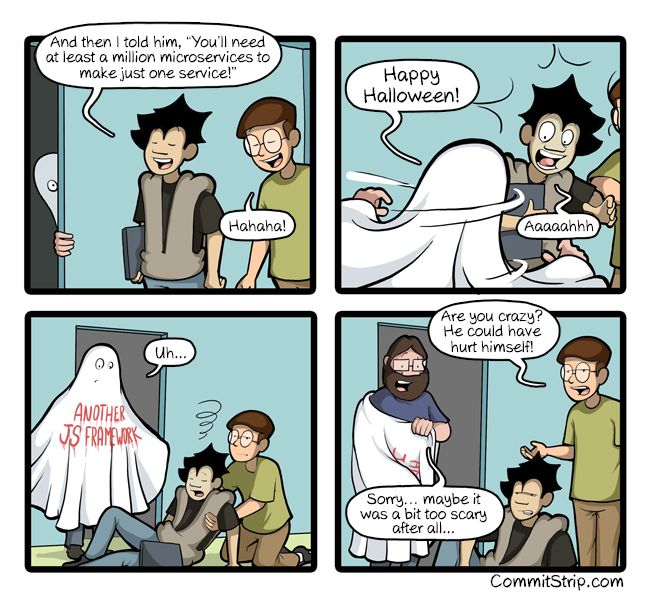 And then I told him, "You'll need
at least a million microservices to
make just one service!"
Hahaha!
Happy
Halloween!
Aaaaahhh
Uh...
ANOTHER
JS FRAMEWORK
Are you crazy?
He could have
hurt himself!
Sorry... maybe it
was a bit too scary
after all...
CommitStrip.com